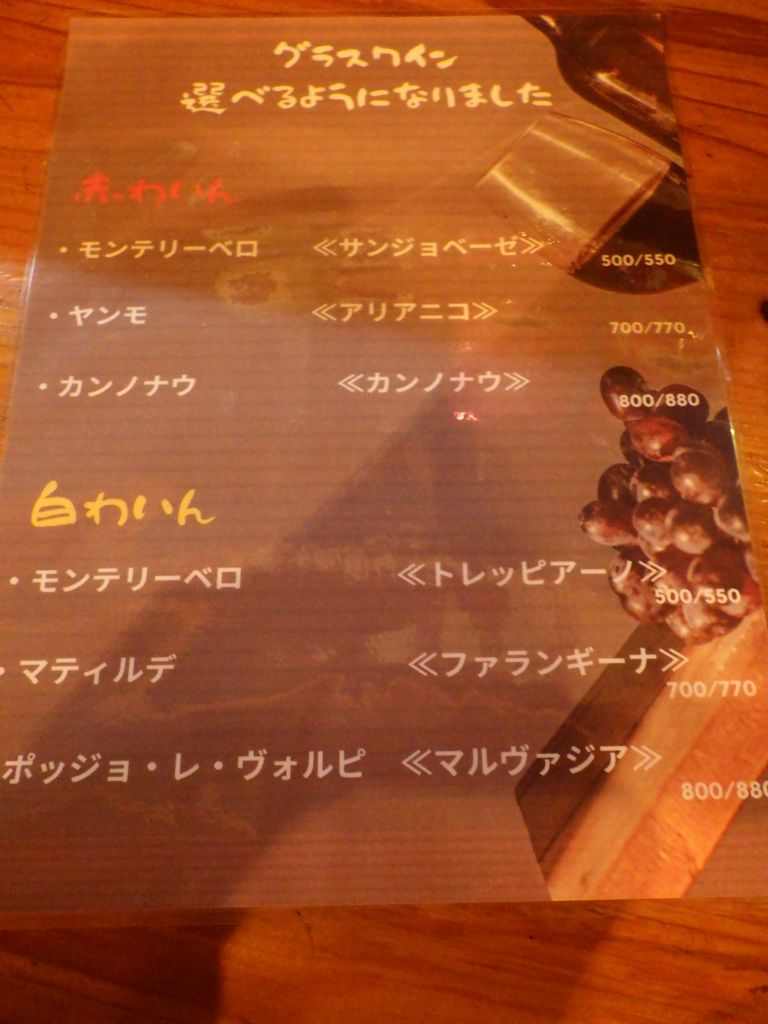 グラスワイン
選べるようになりました
赤わいん
・モンテリーベロ ≪サンジョベーゼ≫ 500/550
・ヤンモ ≪アリアニコ≫ 700/770
・カンノナウ ≪カンノナウ≫ 800/880
白わいん
・モンテリーベロ ≪トレッピアーノ≫ 500/550
・マティルデ ≪ファランギーナ≫ 700/770
ポッジョ・レ・ヴォルピ ≪マルヴァジア≫ 800/880